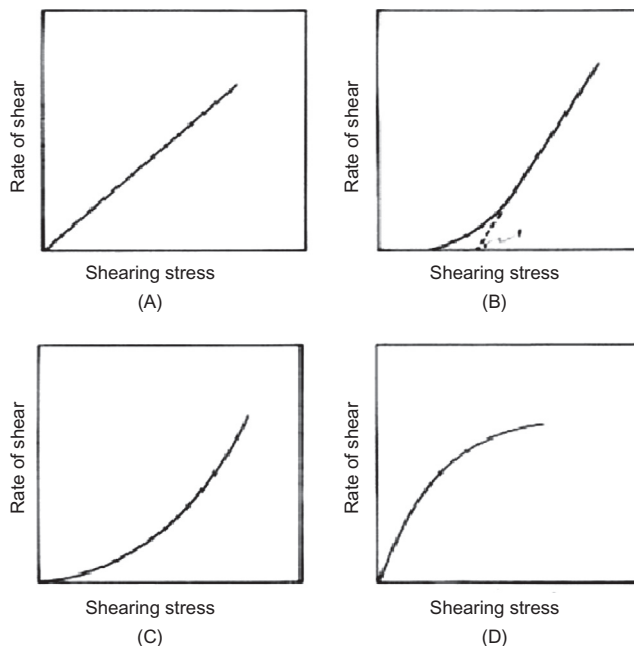 Rate of shear
Shearing stress
(A)
Rate of shear
Shearing stress
(B)
Rate of shear
Shearing stress
(C)
Rate of shear
Shearing stress
(D)